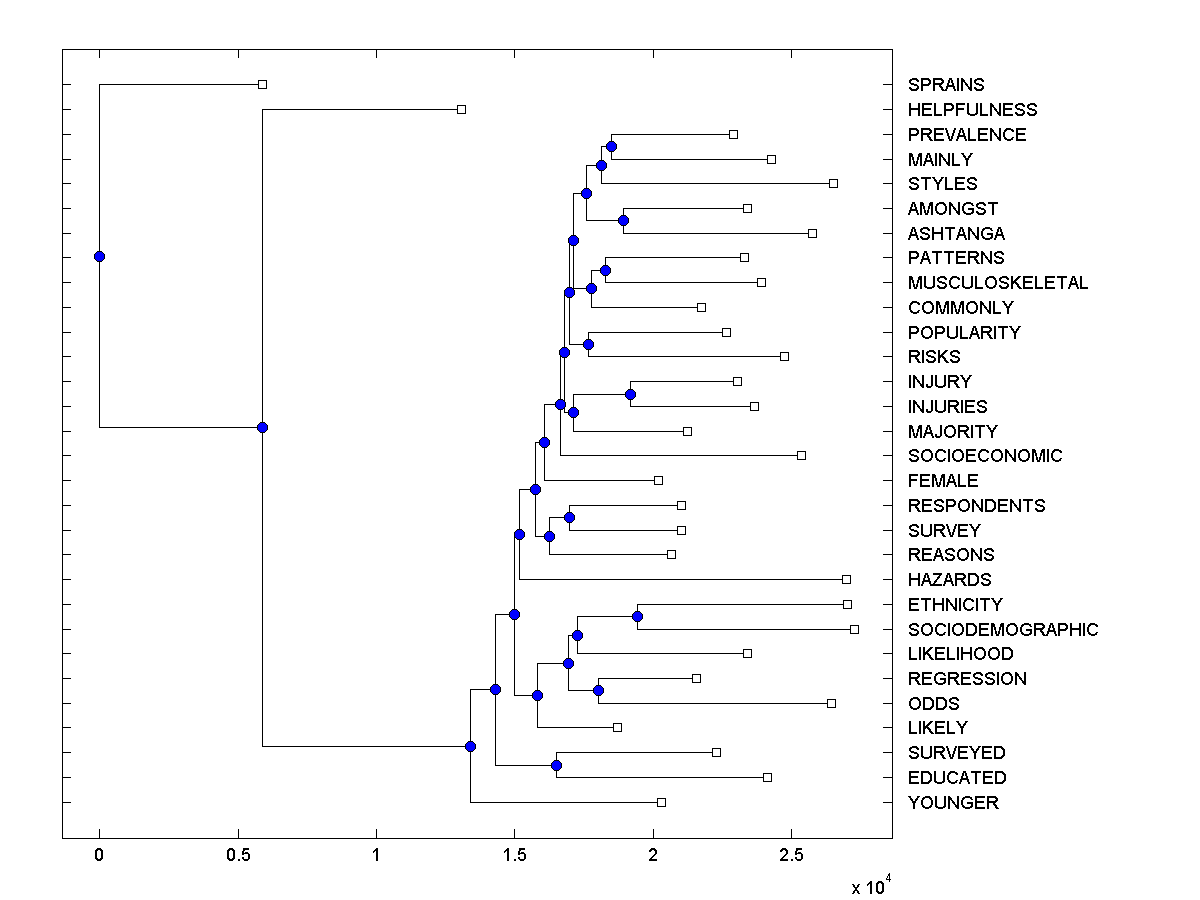 SPRAINS
HELPFULNESS
PREVALENCE
MAINLY
STYLES
AMONGST
ASHTANGA
PATTERNS
MUSCULOSKELETAL
COMMONLY
POPULARITY
RISKS
INJURY
INJURIES
MAJORITY
SOCIOECONOMIC
FEMALE
RESPONDENTS
SURVEY
REASONS
HAZARDS
ETHNICITY
SOCIODEMOGRAPHIC
LIKELIHOOD
REGRESSION
ODDS
LIKELY
SURVEYED
EDUCATED
YOUNGER
0 0.5 1 1.5 2 2.5
x 10^4